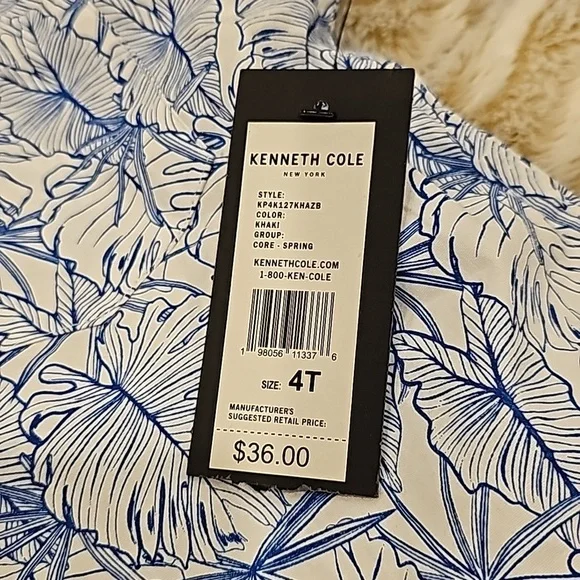 KENNETH COLE
NEW YORK
STYLE:
KP4K127KHAZB
COLOR:
KHAKI
GROUP:
CORE - SPRING
KENNETHCOLE.COM
1-800-KEN-COLE
1 98056 11337 6
SIZE: 4T
MANUFACTURER'S
SUGGESTED RETAIL PRICE:
$36.00